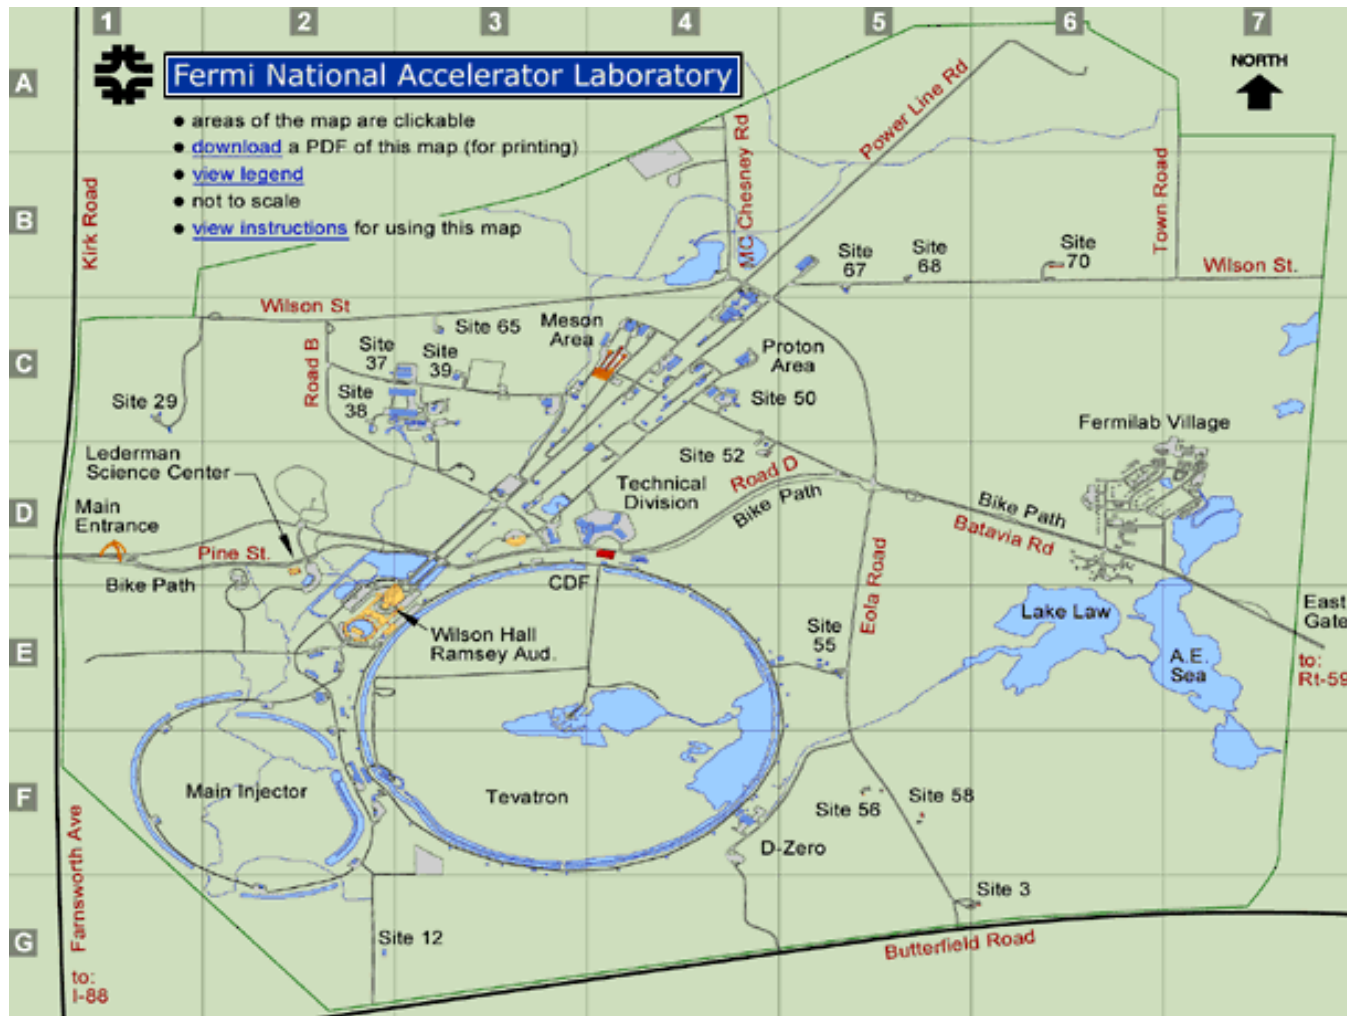 1 2 3 4 5 6 7
A
B
C
D
E
F
G
Fermi National Accelerator Laboratory
• areas of the map are clickable
• download a PDF of this map (for printing)
• view legend
• not to scale
• view instructions for using this map
NORTH
Kirk Road
Power Line Rd
MC Chesney Rd
Town Road
Wilson St.
Site
67
Site
68
Site
70
Wilson St
Site 65
Meson
Area
Road B
Site
37
Site
39
Site
38
Site 29
Proton
Area
Site 50
Site 52
Fermilab Village
Lederman
Science Center
Main
Entrance
Pine St.
Bike Path
Technical
Division
Road D
Bike Path
Bike Path
Batavia Rd
CDF
Eola Road
Wilson Hall
Ramsey Aud.
Site
55
Lake Law
A.E.
Sea
East
Gate
to:
Rt-59
Main Injector
Tevatron
Site 56
Site 58
D-Zero
Site 3
Site 12
Butterfield Road
Farnsworth Ave
to:
I-88